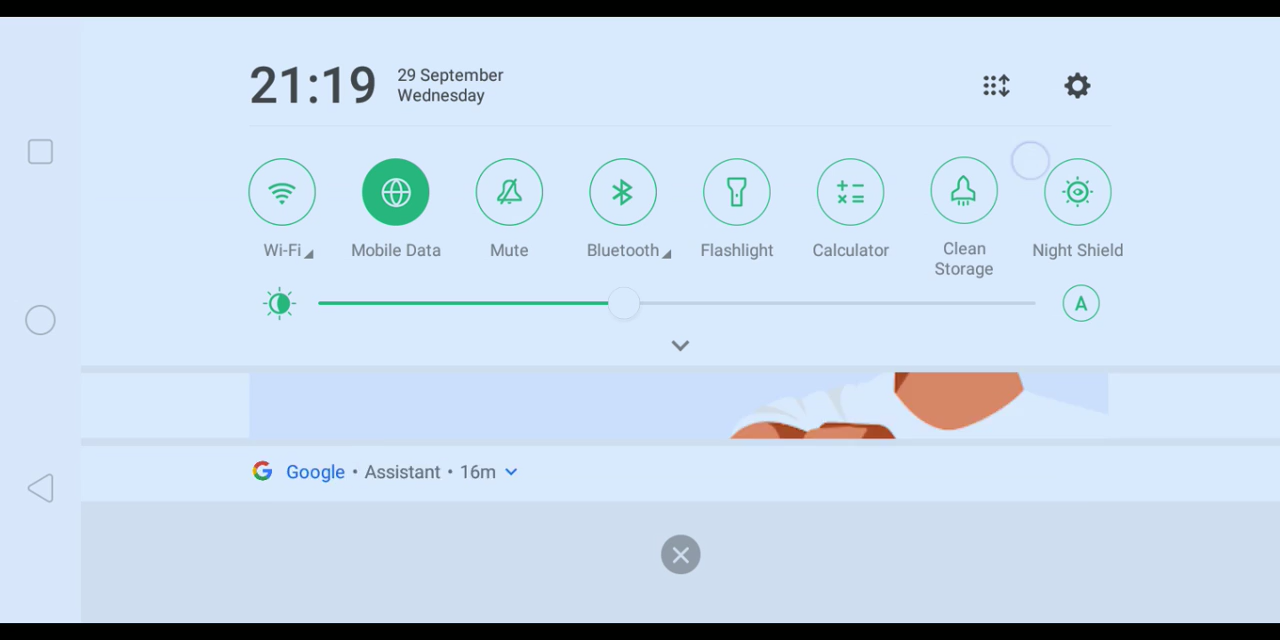 21:19
29 September
Wednesday
Wi-Fi
Mobile Data
Mute
Bluetooth
Flashlight
Calculator
Clean
Storage
Night Shield
A
Google • Assistant • 16m